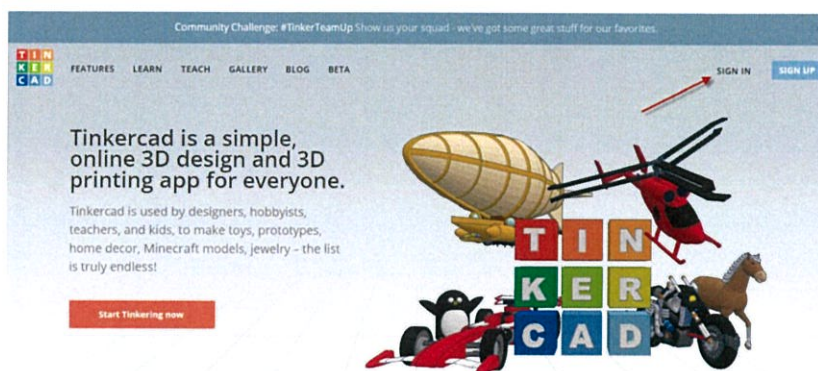 Community Challenge: #TinkerTeamUp Show us your squad - we've got some great stuff for our favorites.
TIN
KER
CAD
FEATURES LEARN TEACH GALLERY BLOG BETA
SIGN IN
SIGN UP
Tinkercad is a simple,
online 3D design and 3D
printing app for everyone.
Tinkercad is used by designers, hobbyists,
teachers, and kids, to make toys, prototypes,
home decor, Minecraft models, jewelry – the list
is truly endless!
Start Tinkering now
TIN
KER
CAD